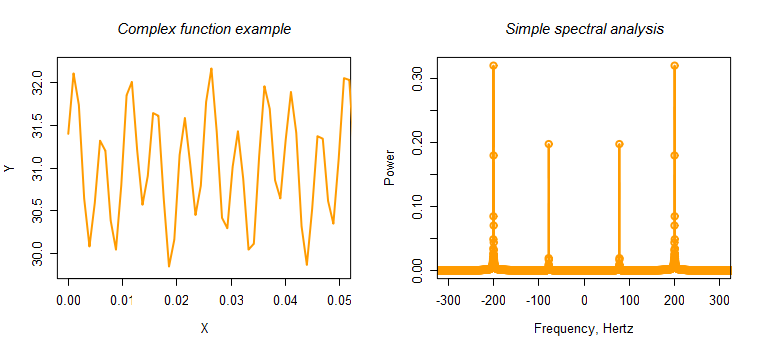 Complex function example
Y
32.0
31.5
31.0
30.5
30.0
0.00 0.01 0.02 0.03 0.04 0.05
X
Simple spectral analysis
Power
0.30
0.20
0.10
0.00
-300 -200 -100 0 100 200 300
Frequency, Hertz